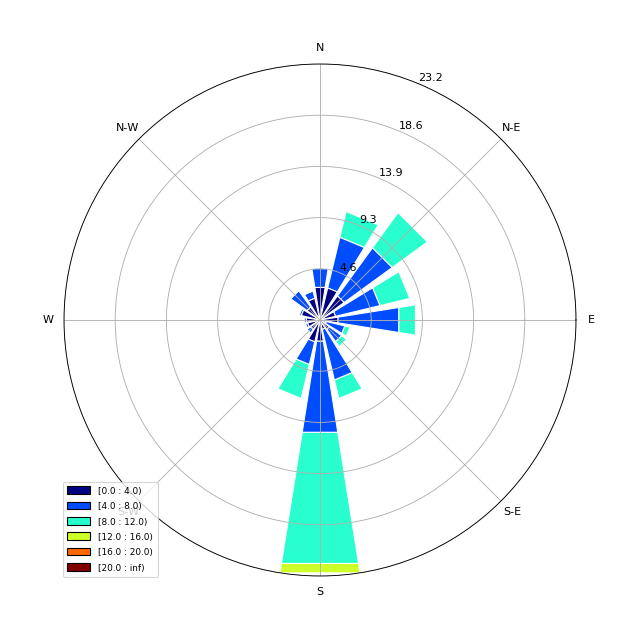 N
23.2
18.6
N-W
N-E
13.9
9.3
4.6
W
E
[0.0 : 4.0)
[4.0 : 8.0)
S-W
S-E
[8.0 : 12.0)
[12.0 : 16.0)
[16.0 : 20.0)
[20.0 : inf)
S